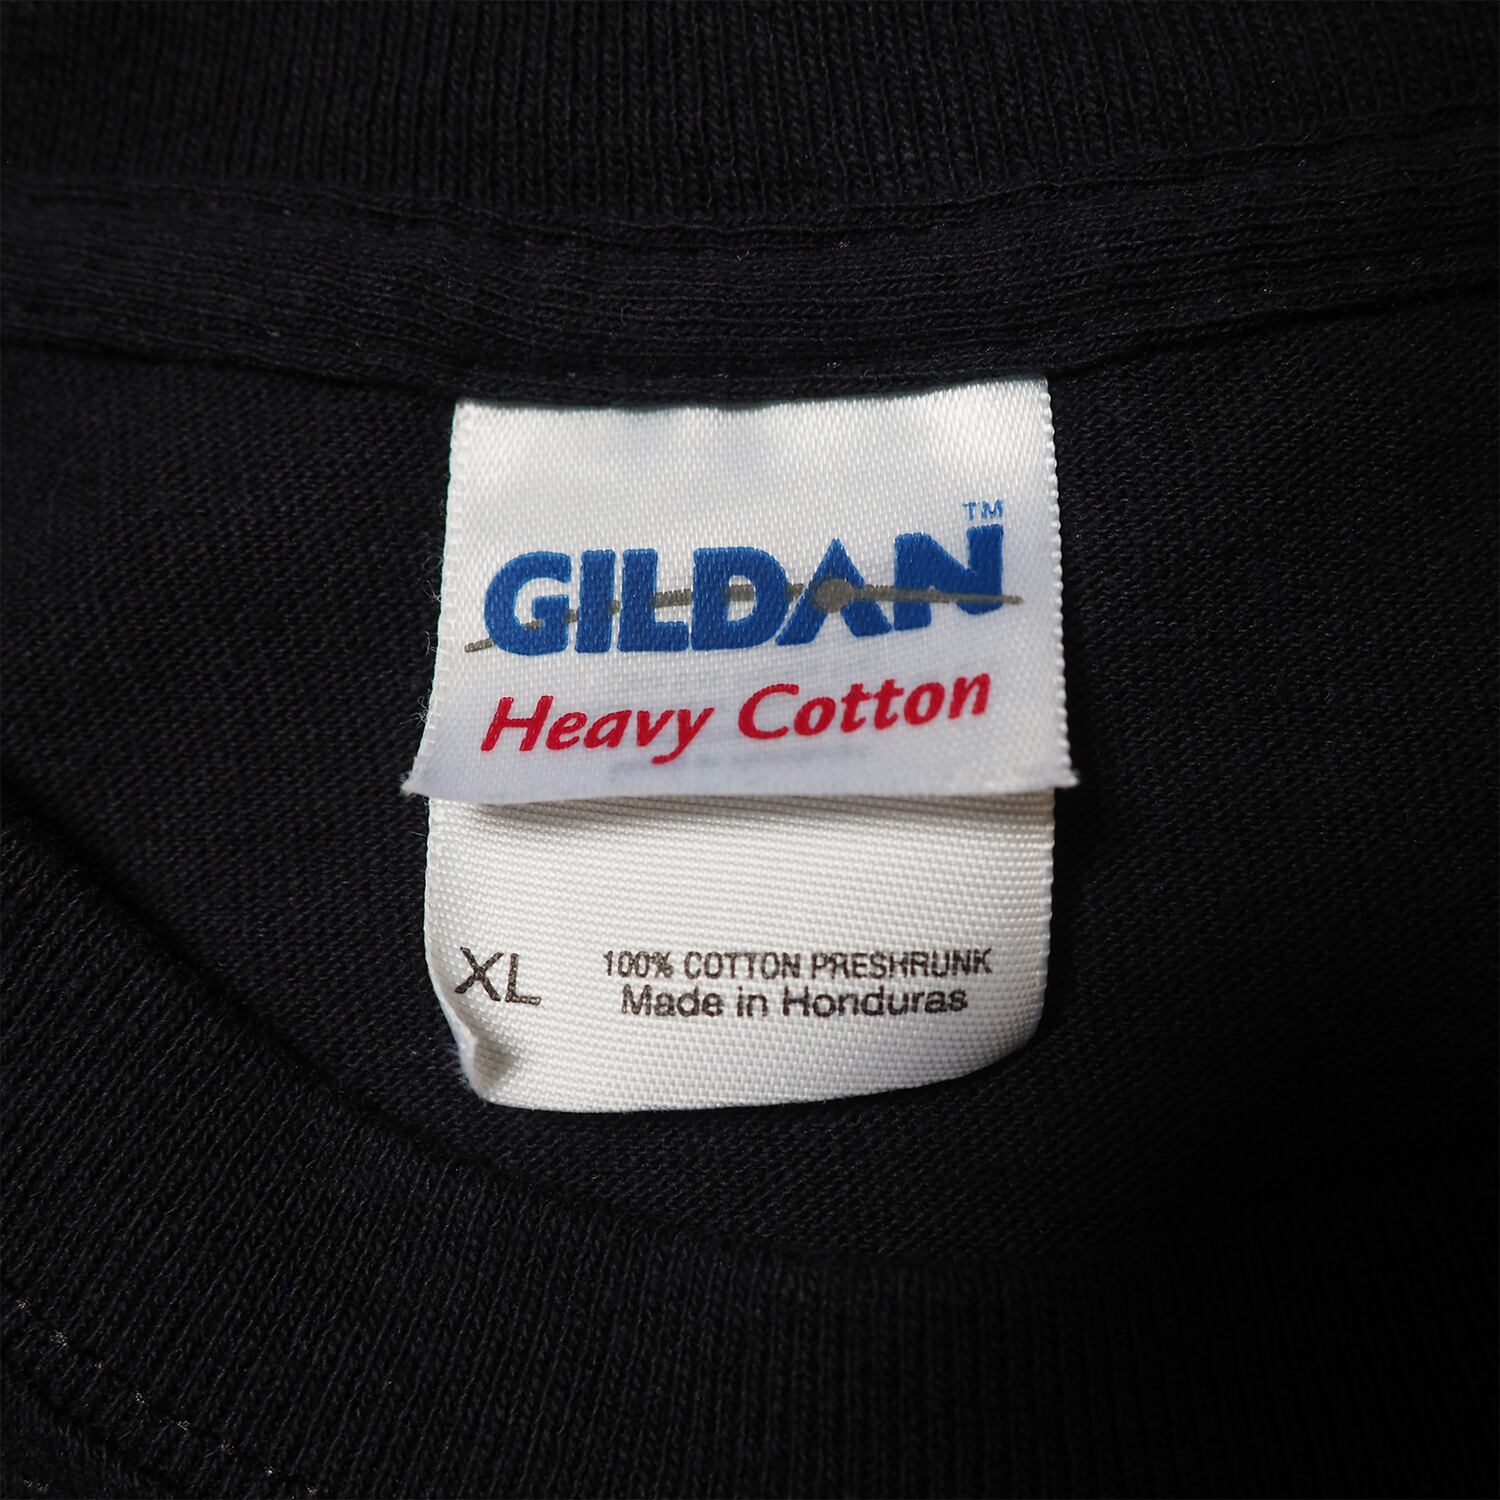 GILDAN™
Heavy Cotton
XL
100% COTTON PRESHRUNK
Made in Honduras